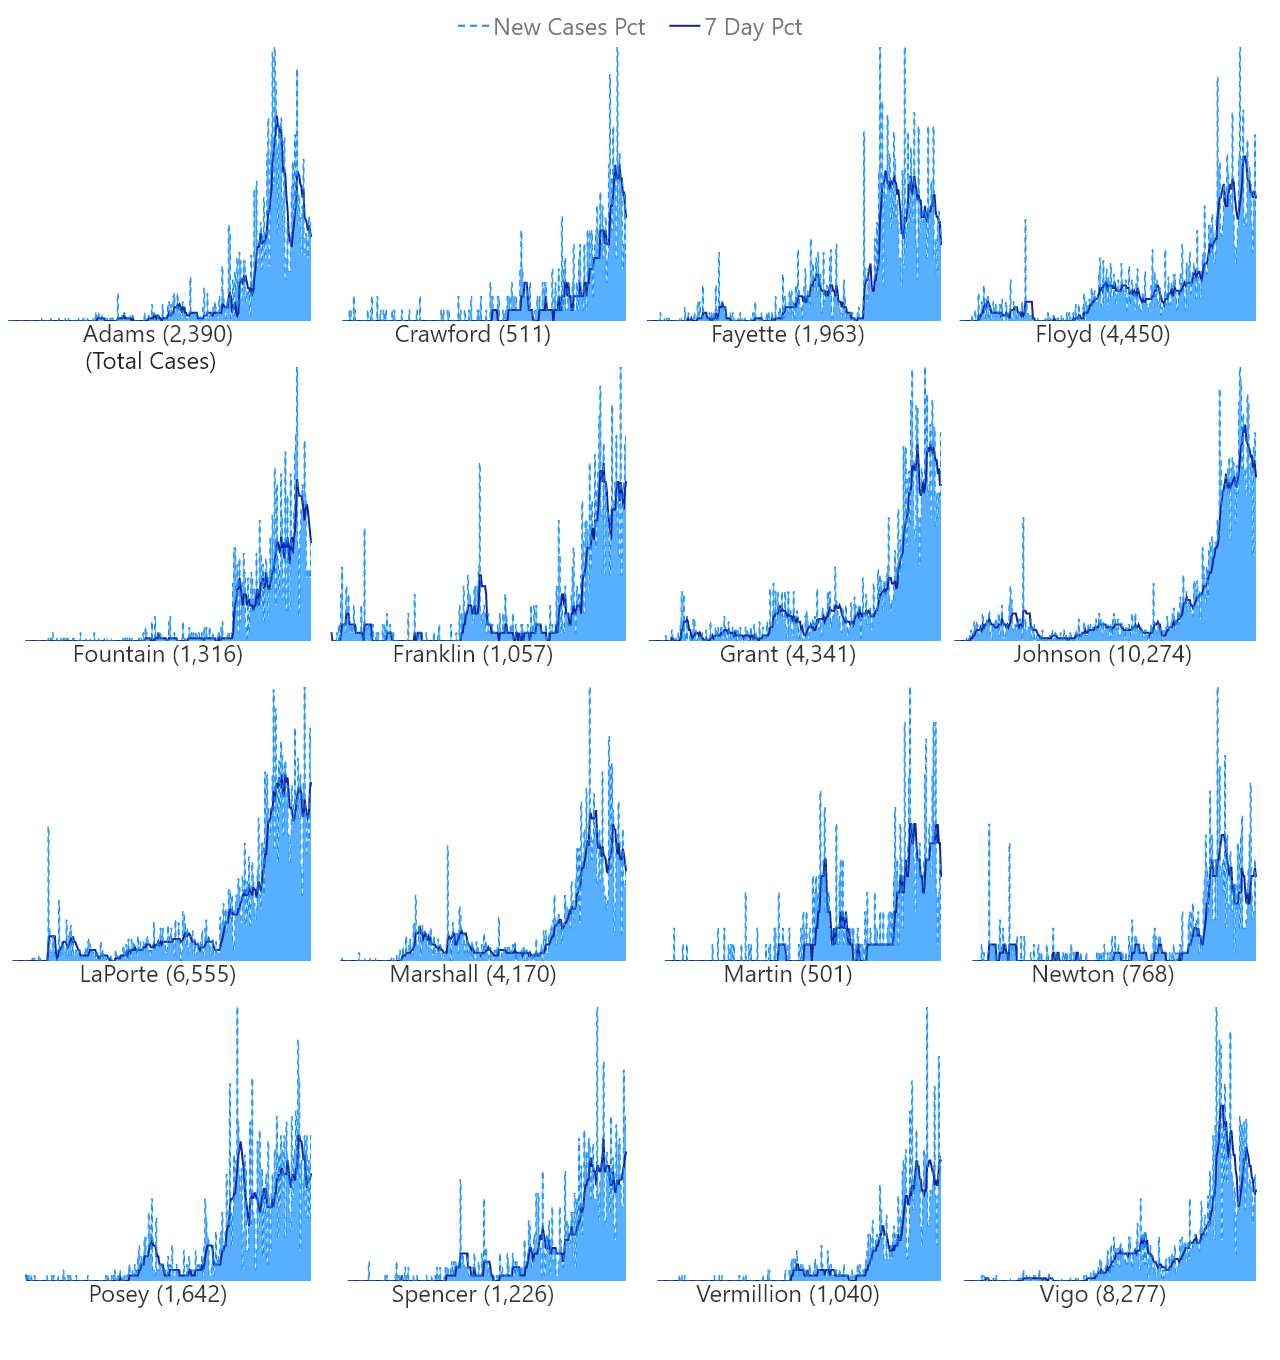 New Cases Pct 7 Day Pct
Adams (2,390)
(Total Cases)
Crawford (511)
Fayette (1,963)
Floyd (4,450)
Fountain (1,316)
Franklin (1,057)
Grant (4,341)
Johnson (10,274)
LaPorte (6,555)
Marshall (4,170)
Martin (501)
Newton (768)
Posey (1,642)
Spencer (1,226)
Vermillion (1,040)
Vigo (8,277)